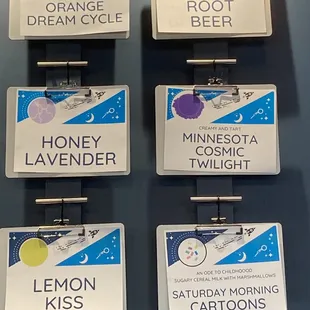 ORANGE
DREAM CYCLE
ROOT
BEER
HONEY
LAVENDER
CREAMY AND TART
MINNESOTA
COSMIC
TWILIGHT
LEMON
KISS
AN ODE TO CHILDHOOD
SUGARY CEREAL MILK WITH MARSHMALLOWS
SATURDAY MORNING
CARTOONS